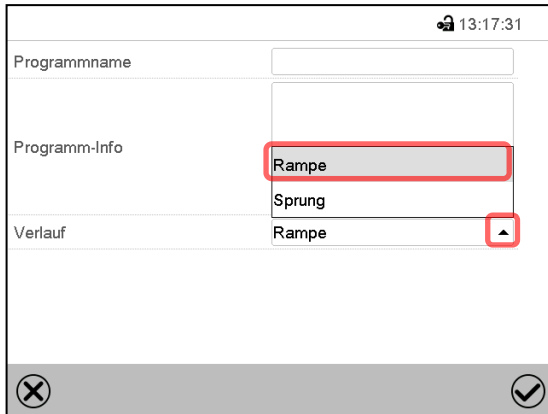 13:17:31
Programmname
Programm-Info
Rampe
Sprung
Verlauf Rampe